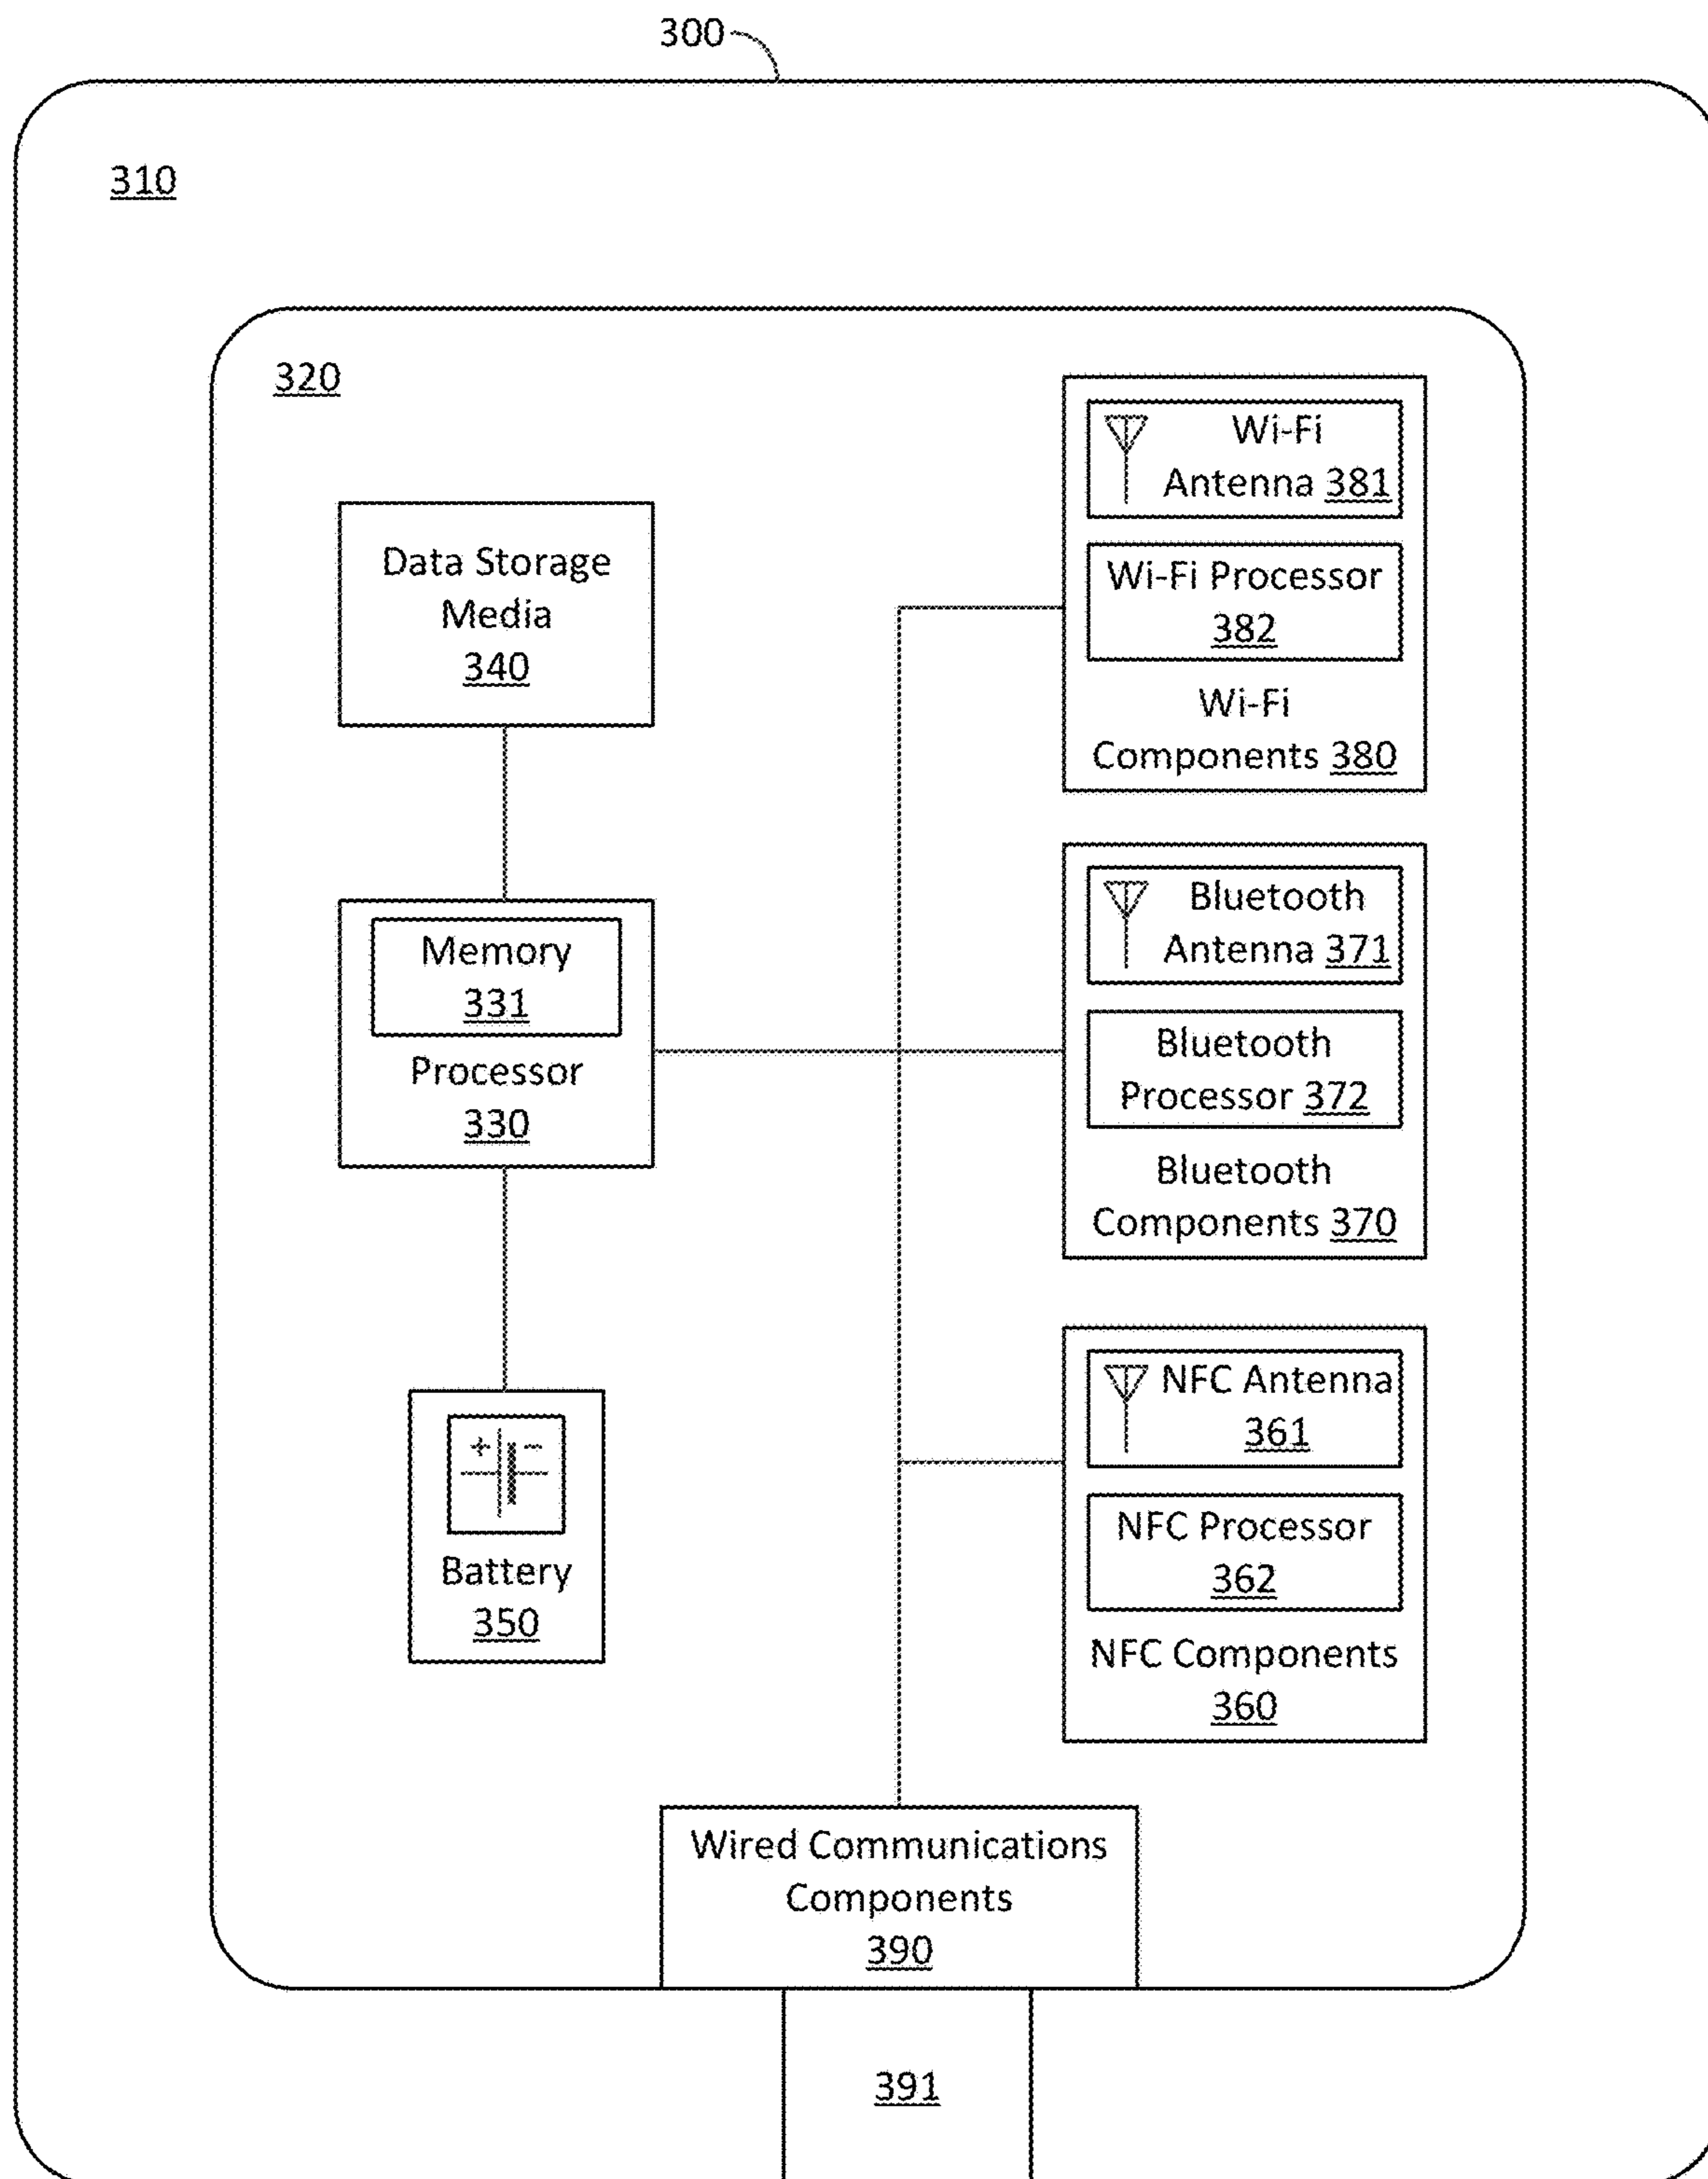 300
310
320
Data Storage
Media
340
Memory
331
Processor
330
+ −
Battery
350
Wi-Fi
Antenna 381
Wi-Fi Processor
382
Wi-Fi
Components 380
Bluetooth
Antenna 371
Bluetooth
Processor 372
Bluetooth
Components 370
NFC Antenna
361
NFC Processor
362
NFC Components
360
Wired Communications
Components
390
391